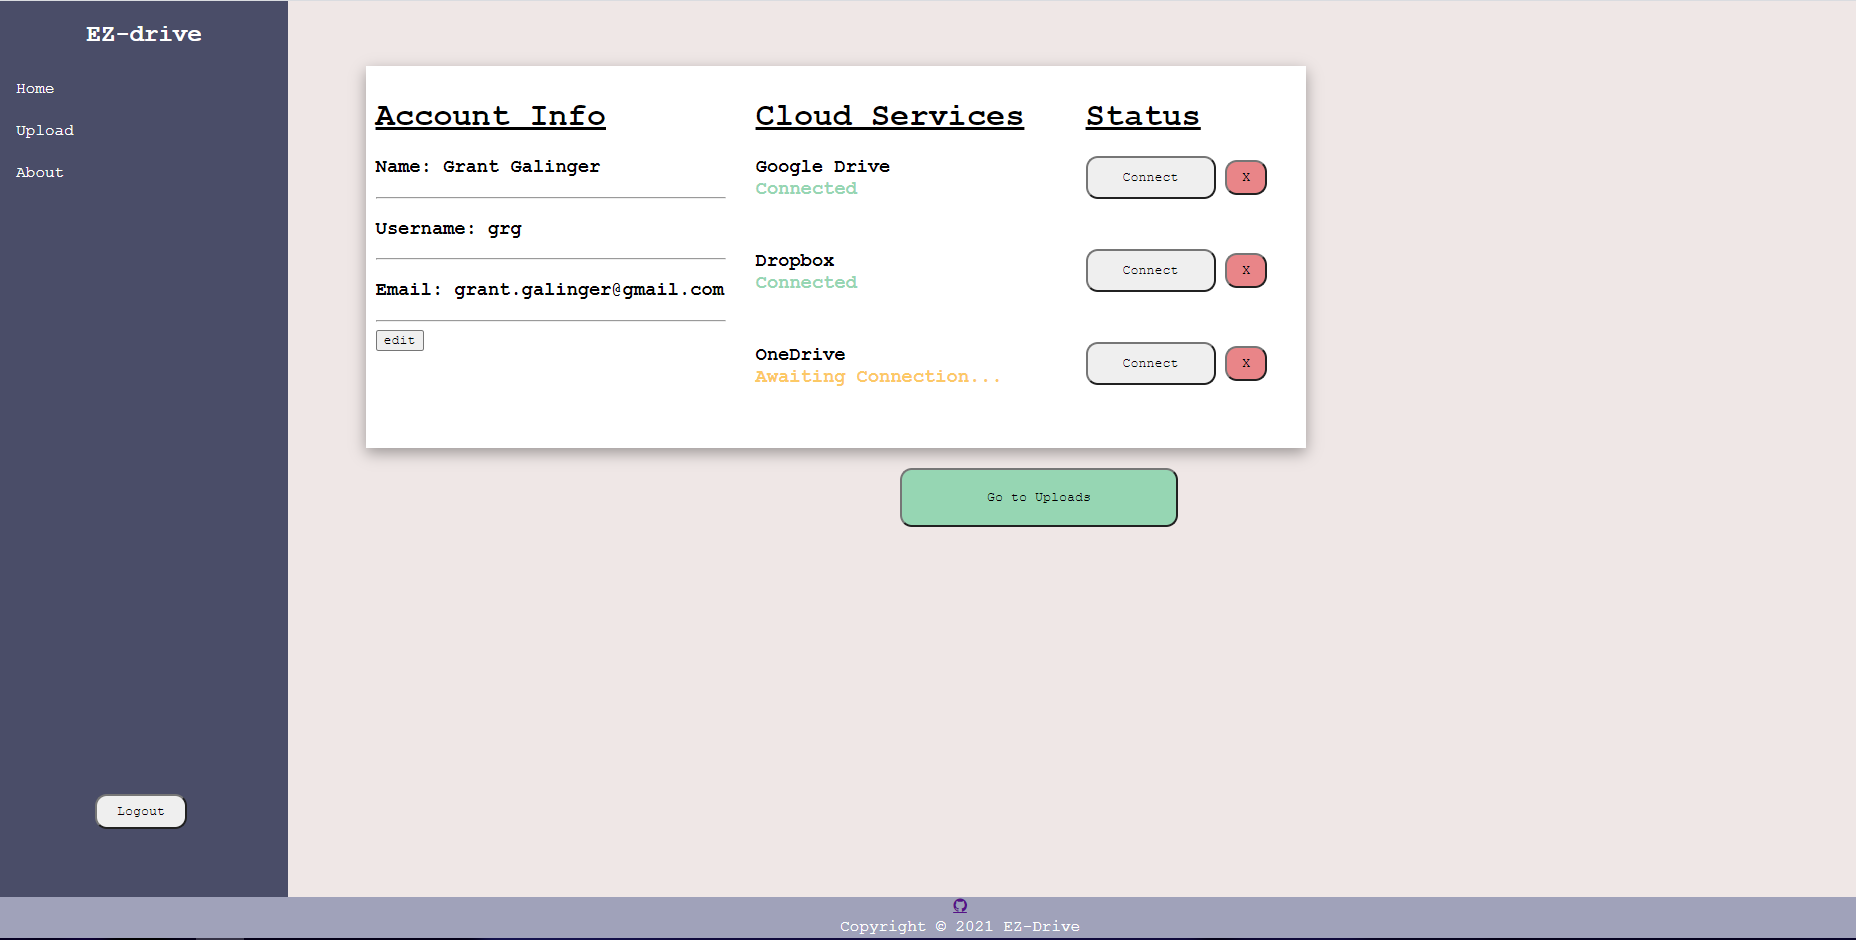 EZ-drive
Home
Upload
About
Logout
Account Info
Name: Grant Galinger
Username: grg
Email: grant.galinger@gmail.com
edit
Cloud Services
Google Drive
Connected
Dropbox
Connected
OneDrive
Awaiting Connection...
Status
Connect X
Connect X
Connect X
Go to Uploads
Copyright © 2021 EZ-Drive